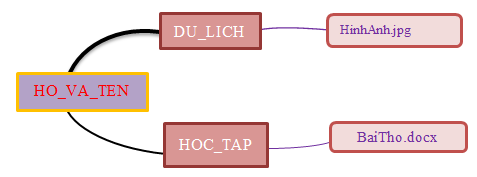 DU_LICH
HinhAnh.jpg
HO_VA_TEN
HOC_TAP
BaiTho.docx